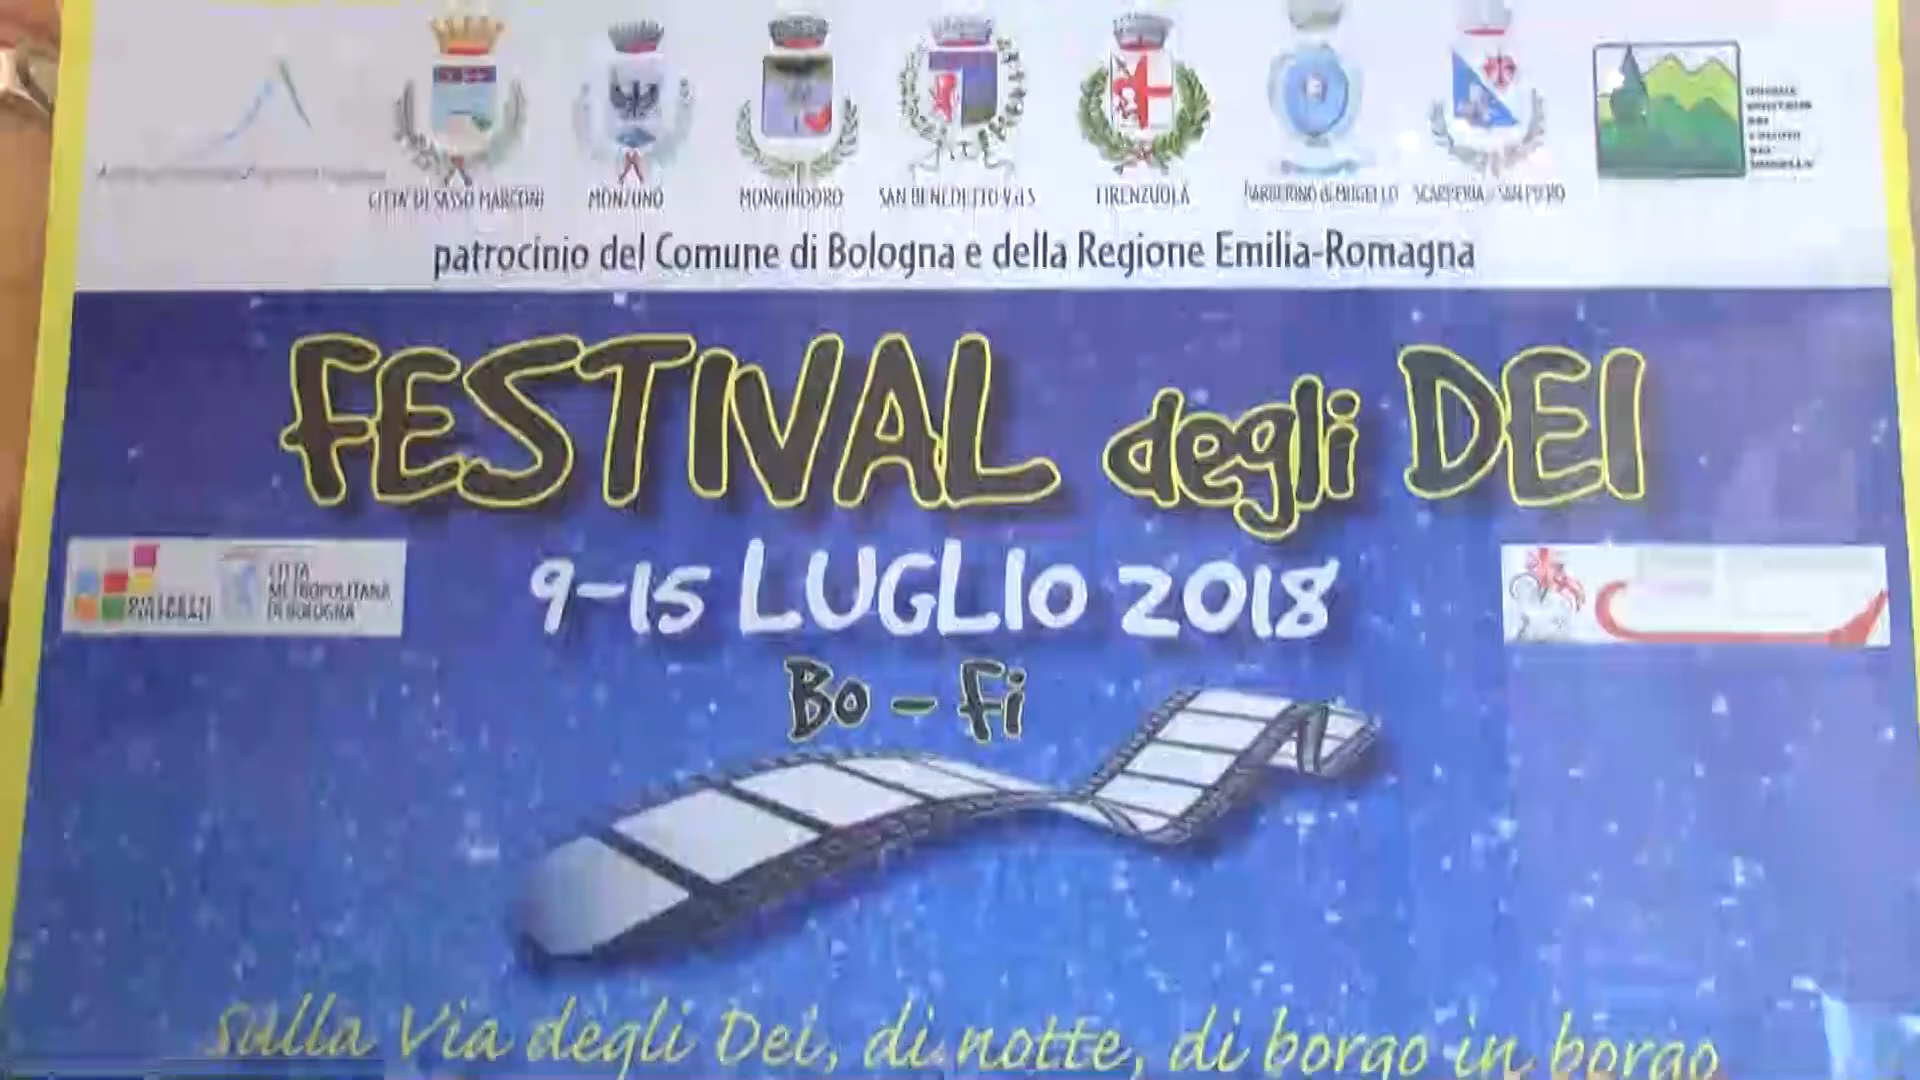 CITTA' DI SASSO MARCONI
MONZUNO
MONGHIDORO
SAN BENEDETTO V.d S
FIRENZUOLA
BARBERINO di MUGELLO
SCARPERIA e SAN PIERO
patrocinio del Comune di Bologna e della Regione Emilia-Romagna
FESTIVAL degli DEI
9-15 LUGLIO 2018
CITTÀ
METROPOLITANA
DI BOLOGNA
Bo - Fi
Sulla Via degli Dei, di notte, di borgo in borgo